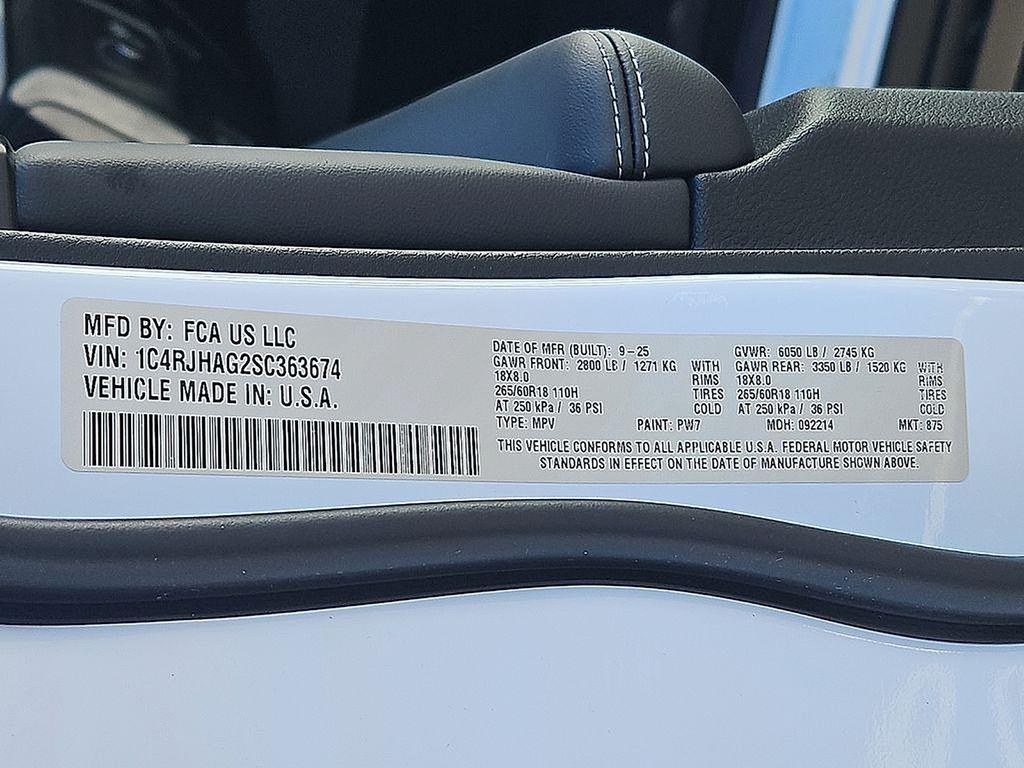 MFD BY: FCA US LLC
VIN: 1C4RJHAG2SC363674
VEHICLE MADE IN: U.S.A.
DATE OF MFR (BUILT): 9-25 GVWR: 6050 LB / 2745 KG
GAWR FRONT: 2800 LB / 1271 KG WITH GAWR REAR: 3350 LB / 1520 KG WITH
18X8.0 RIMS 18X8.0 RIMS
265/60R18 110H TIRES 265/60R18 110H TIRES
AT 250 kPa / 36 PSI COLD AT 250 kPa / 36 PSI COLD
TYPE: MPV PAINT: PW7 MDH: 092214 MKT: 875
THIS VEHICLE CONFORMS TO ALL APPLICABLE U.S.A. FEDERAL MOTOR VEHICLE SAFETY
STANDARDS IN EFFECT ON THE DATE OF MANUFACTURE SHOWN ABOVE.